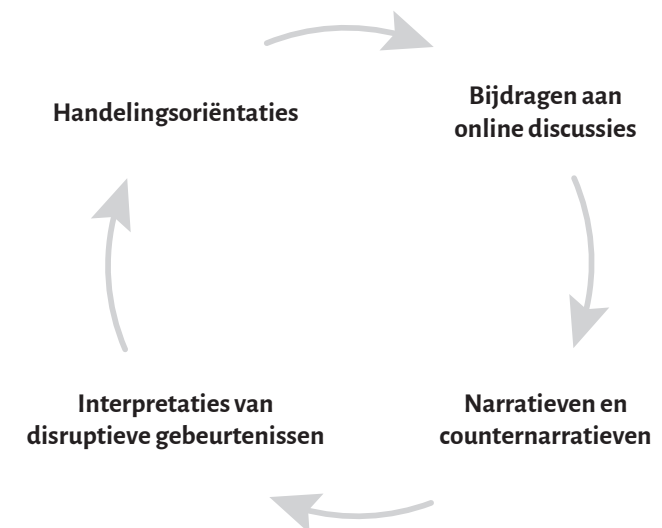 Handelingsoriëntaties
Bijdragen aan
online discussies
Interpretaties van
disruptieve gebeurtenissen
Narratieven en
counternarratieven